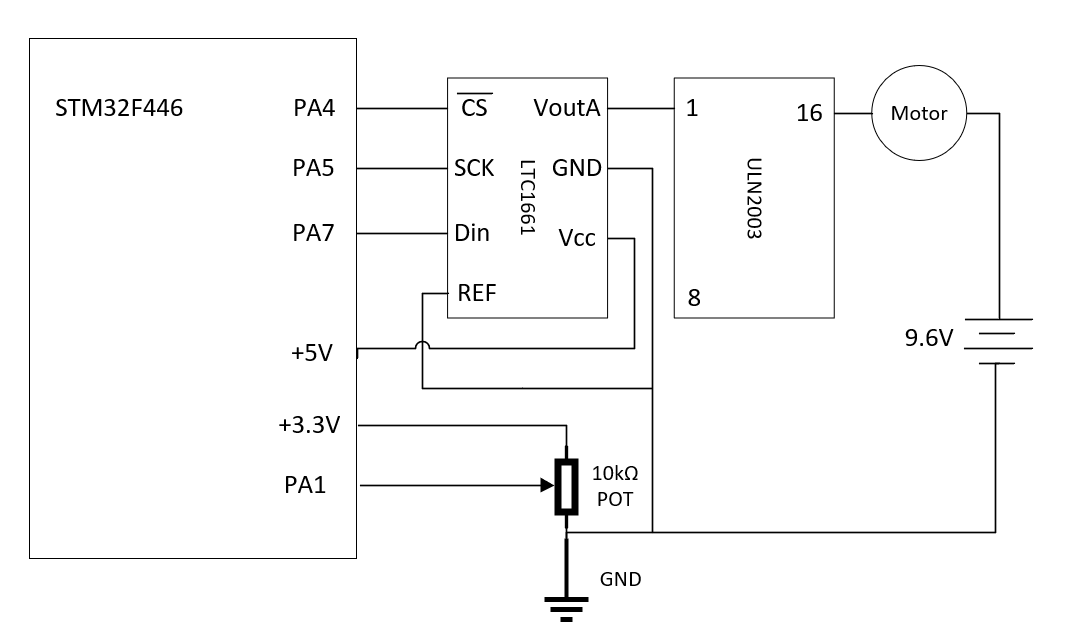 STM32F446
PA4
PA5
PA7
+5V
+3.3V
PA1
CS
SCK
Din
REF
LTC1661
VoutA
GND
Vcc
1
16
ULN2003
8
Motor
9.6V
10kΩ
POT
GND